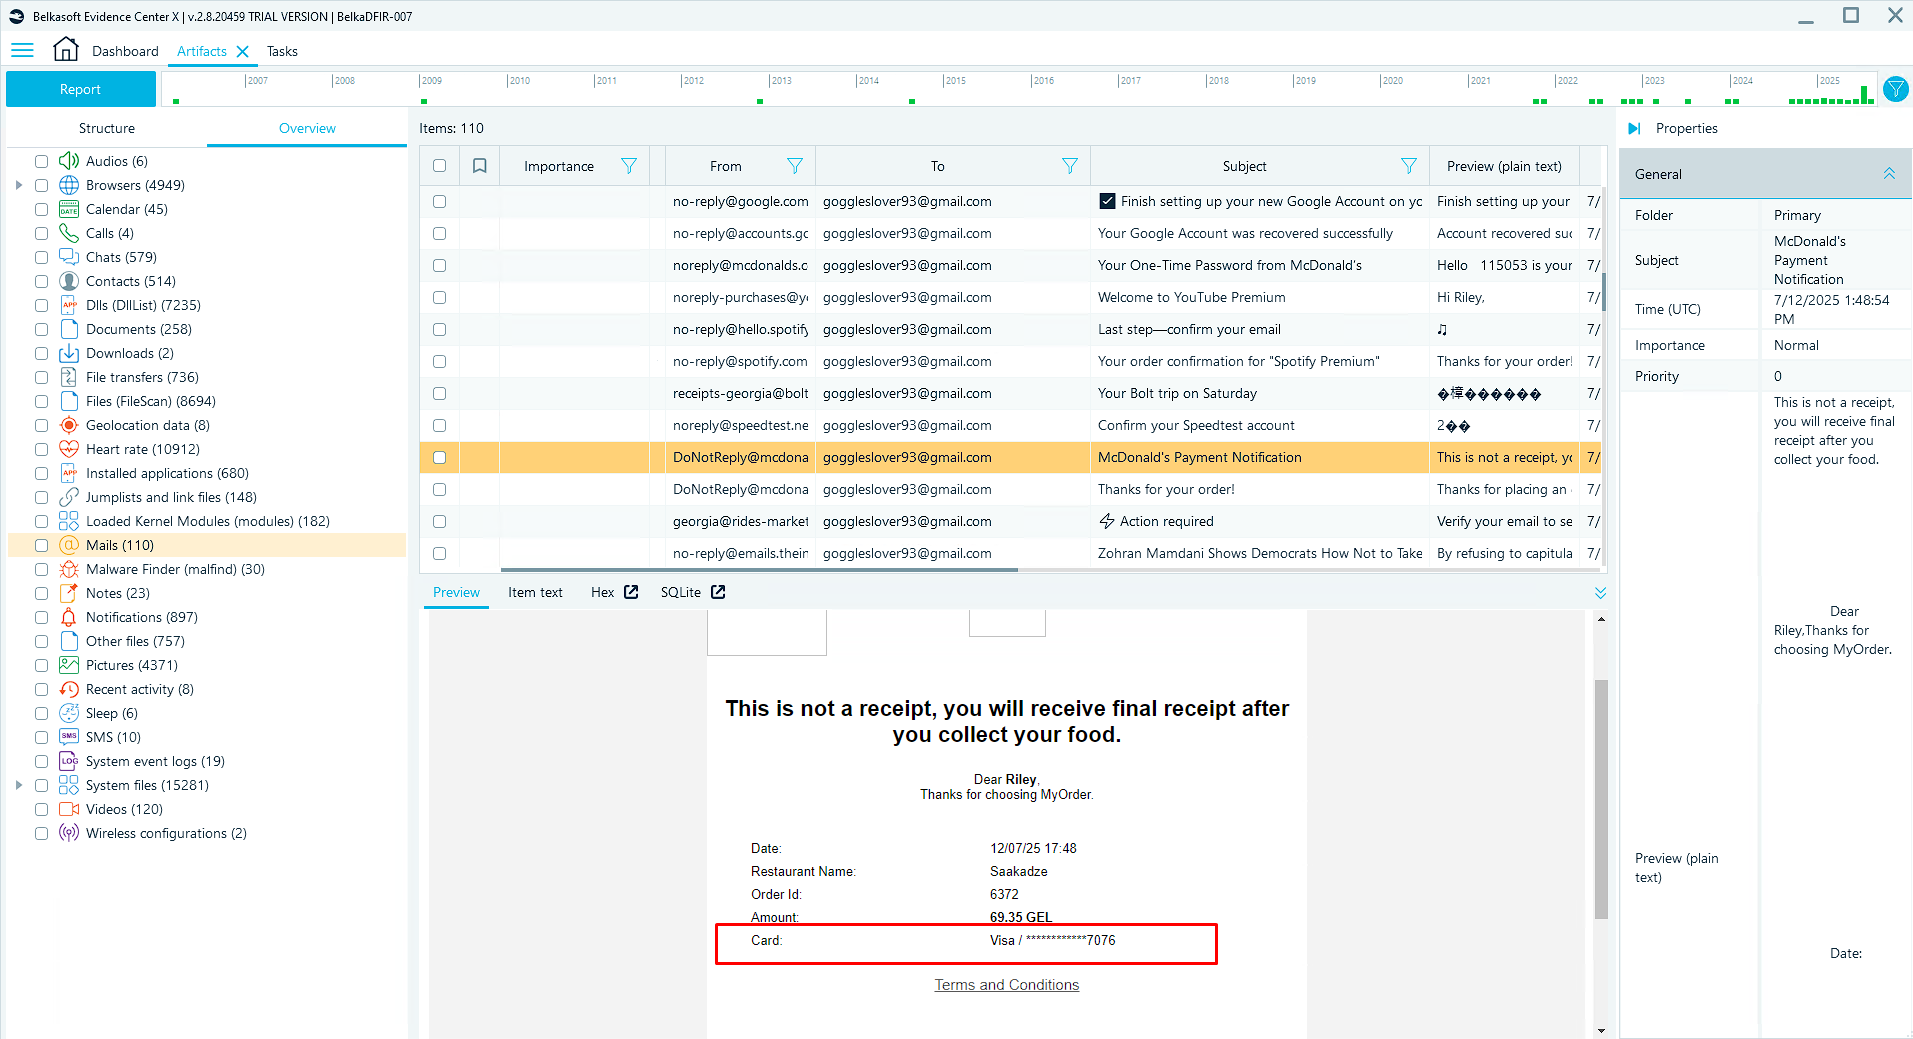 Belkasoft Evidence Center X | v.2.8.20459 TRIAL VERSION | BelkaDFIR-007
Dashboard Artifacts Tasks
Report
2007 2008 2009 2010 2011 2012 2013 2014 2015 2016 2017 2018 2019 2020 2021 2022 2023 2024 2025
Structure Overview
Audios (6)
Browsers (4949)
DATE Calendar (45)
Calls (4)
Chats (579)
Contacts (514)
APP Dlls (DllList) (7235)
Documents (258)
Downloads (2)
File transfers (736)
Files (FileScan) (8694)
Geolocation data (8)
Heart rate (10912)
APP Installed applications (680)
Jumplists and link files (148)
Loaded Kernel Modules (modules) (182)
@ Mails (110)
Malware Finder (malfind) (30)
Notes (23)
Notifications (897)
Other files (757)
Pictures (4371)
Recent activity (8)
Sleep (6)
SMS SMS (10)
LOG System event logs (19)
System files (15281)
Videos (120)
Wireless configurations (2)
Items: 110
Importance From To Subject Preview (plain text)
no-reply@google.com goggleslover93@gmail.com Finish setting up your new Google Account on yc Finish setting up your 7/
no-reply@accounts.gc goggleslover93@gmail.com Your Google Account was recovered successfully Account recovered suc 7/
noreply@mcdonalds.c goggleslover93@gmail.com Your One-Time Password from McDonald's Hello 115053 is your 7/
noreply-purchases@yo goggleslover93@gmail.com Welcome to YouTube Premium Hi Riley, 7/
no-reply@hello.spotify goggleslover93@gmail.com Last step—confirm your email ♫ 7/
no-reply@spotify.com goggleslover93@gmail.com Your order confirmation for "Spotify Premium" Thanks for your order! 7/
receipts-georgia@bolt goggleslover93@gmail.com Your Bolt trip on Saturday �樟������ 7/
noreply@speedtest.ne goggleslover93@gmail.com Confirm your Speedtest account 2�� 7/
DoNotReply@mcdona goggleslover93@gmail.com McDonald's Payment Notification This is not a receipt, yo 7/
DoNotReply@mcdona goggleslover93@gmail.com Thanks for your order! Thanks for placing an 7/
georgia@rides-market goggleslover93@gmail.com Action required Verify your email to se 7/
no-reply@emails.thein goggleslover93@gmail.com Zohran Mamdani Shows Democrats How Not to Take By refusing to capitula 7/
Preview Item text Hex SQLite
This is not a receipt, you will receive final receipt after
you collect your food.
Dear Riley,
Thanks for choosing MyOrder.
Date: 12/07/25 17:48
Restaurant Name: Saakadze
Order Id: 6372
Amount: 69.35 GEL
Card: Visa / ************7076
Terms and Conditions
Properties
General
Folder Primary
Subject McDonald's
Payment
Notification
Time (UTC) 7/12/2025 1:48:54
PM
Importance Normal
Priority 0
Preview (plain
text)
This is not a receipt,
you will receive final
receipt after you
collect your food.
Dear
Riley,Thanks for
choosing MyOrder.
Date: